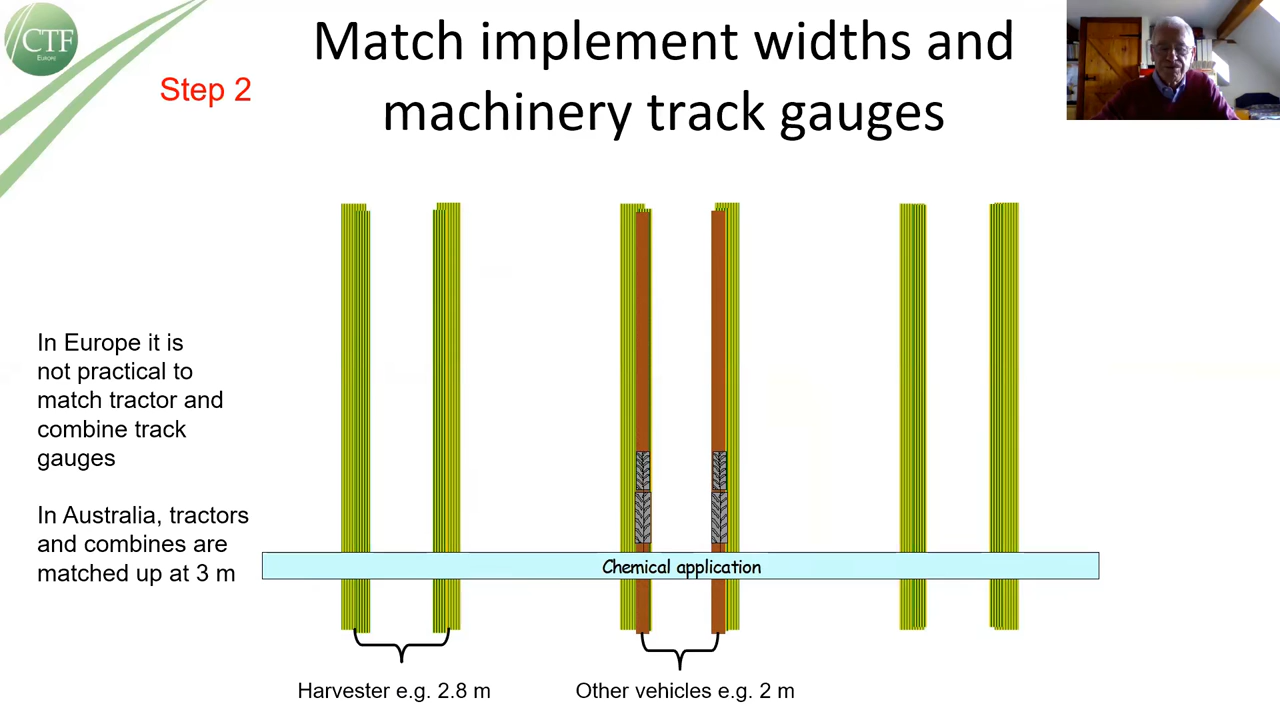 CTF
Europe
Step 2
Match implement widths and
machinery track gauges
In Europe it is
not practical to
match tractor and
combine track
gauges
In Australia, tractors
and combines are
matched up at 3 m
Chemical application
Harvester e.g. 2.8 m
Other vehicles e.g. 2 m